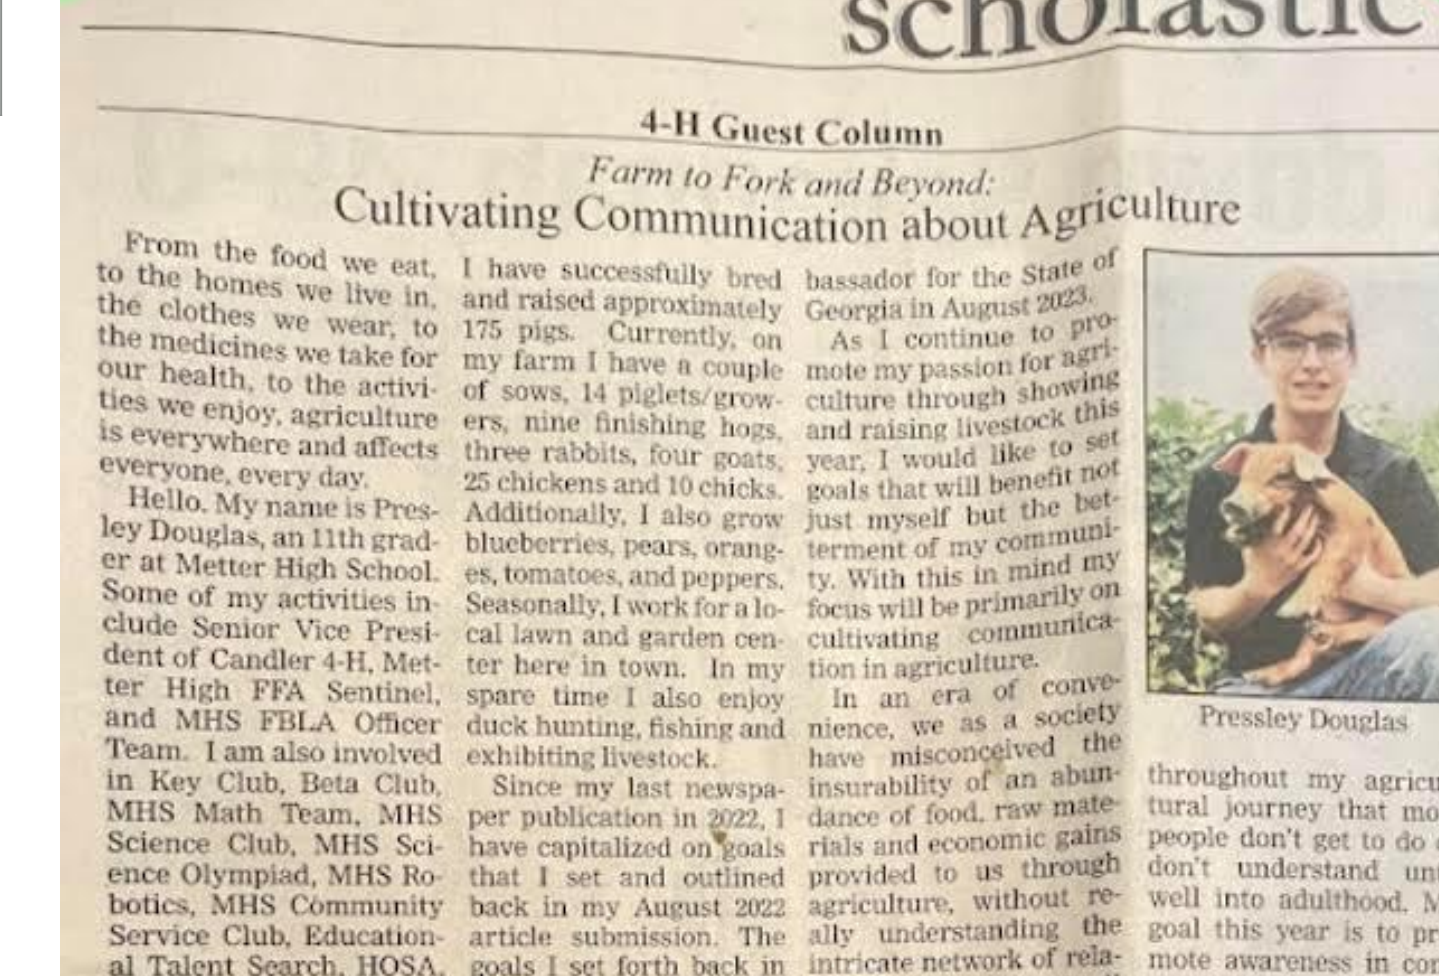 scholastic
4-H Guest Column
Farm to Fork and Beyond:
Cultivating Communication about Agriculture
From the food we eat,
to the homes we live in,
the clothes we wear, to
the medicines we take for
our health, to the activi-
ties we enjoy, agriculture
is everywhere and affects
everyone, every day.
Hello. My name is Pres-
ley Douglas, an 11th grad-
er at Metter High School.
Some of my activities in-
clude Senior Vice Presi-
dent of Candler 4-H, Met-
ter High FFA Sentinel,
and MHS FBLA Officer
Team. I am also involved
in Key Club, Beta Club,
MHS Math Team, MHS
Science Club, MHS Sci-
ence Olympiad, MHS Ro-
botics, MHS Community
Service Club, Education-
al Talent Search, HOSA,
I have successfully bred
and raised approximately
175 pigs. Currently, on
my farm I have a couple
of sows, 14 piglets/grow-
ers, nine finishing hogs,
three rabbits, four goats,
25 chickens and 10 chicks.
Additionally, I also grow
blueberries, pears, orang-
es, tomatoes, and peppers.
Seasonally, I work for a lo-
cal lawn and garden cen-
ter here in town. In my
spare time I also enjoy
duck hunting, fishing and
exhibiting livestock.
Since my last newspa-
per publication in 2022, I
have capitalized on goals
that I set and outlined
back in my August 2022
article submission. The
goals I set forth back in
bassador for the State of
Georgia in August 2023.
As I continue to pro-
mote my passion for agri-
culture through showing
and raising livestock this
year, I would like to set
goals that will benefit not
just myself but the bet-
terment of my communi-
ty. With this in mind my
focus will be primarily on
cultivating communica-
tion in agriculture.
In an era of conve-
nience, we as a society
have misconceived the
insurability of an abun-
dance of food, raw mate-
rials and economic gains
provided to us through
agriculture, without re-
ally understanding the
intricate network of rela-
Pressley Douglas
throughout my agricu
tural journey that mo
people don't get to do
don't understand un
well into adulthood. M
goal this year is to pr
mote awareness in con